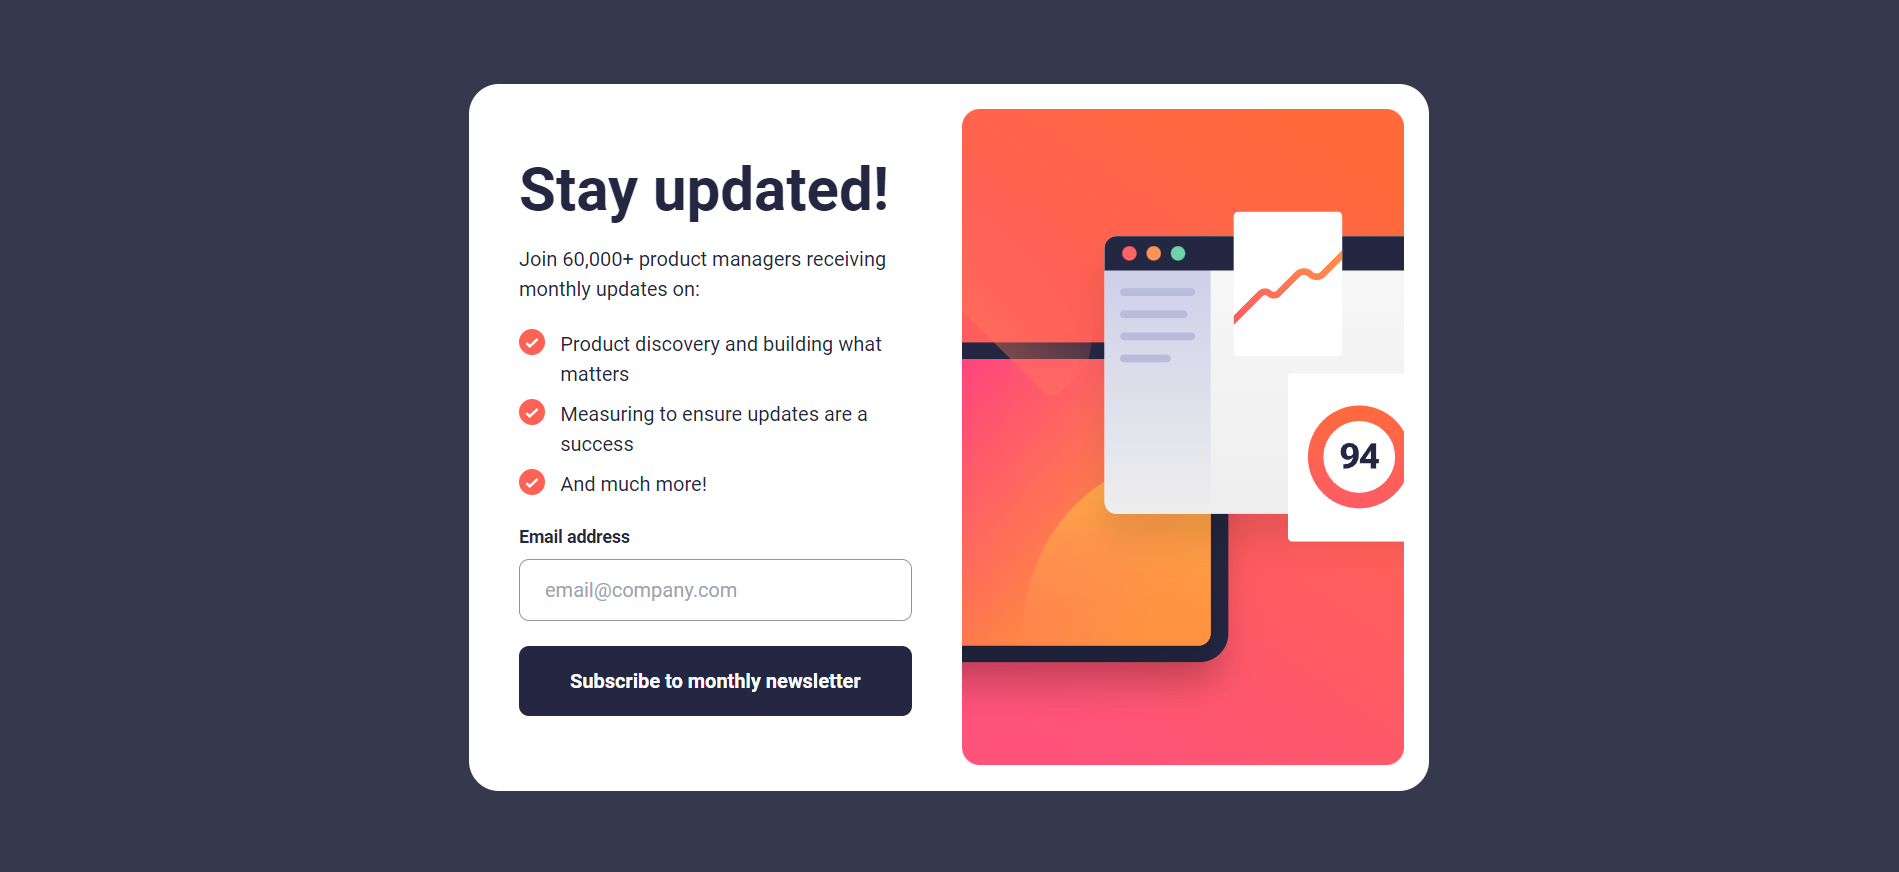 Stay updated!
Join 60,000+ product managers receiving
monthly updates on:
Product discovery and building what
matters
Measuring to ensure updates are a
success
And much more!
Email address
email@company.com
Subscribe to monthly newsletter
94